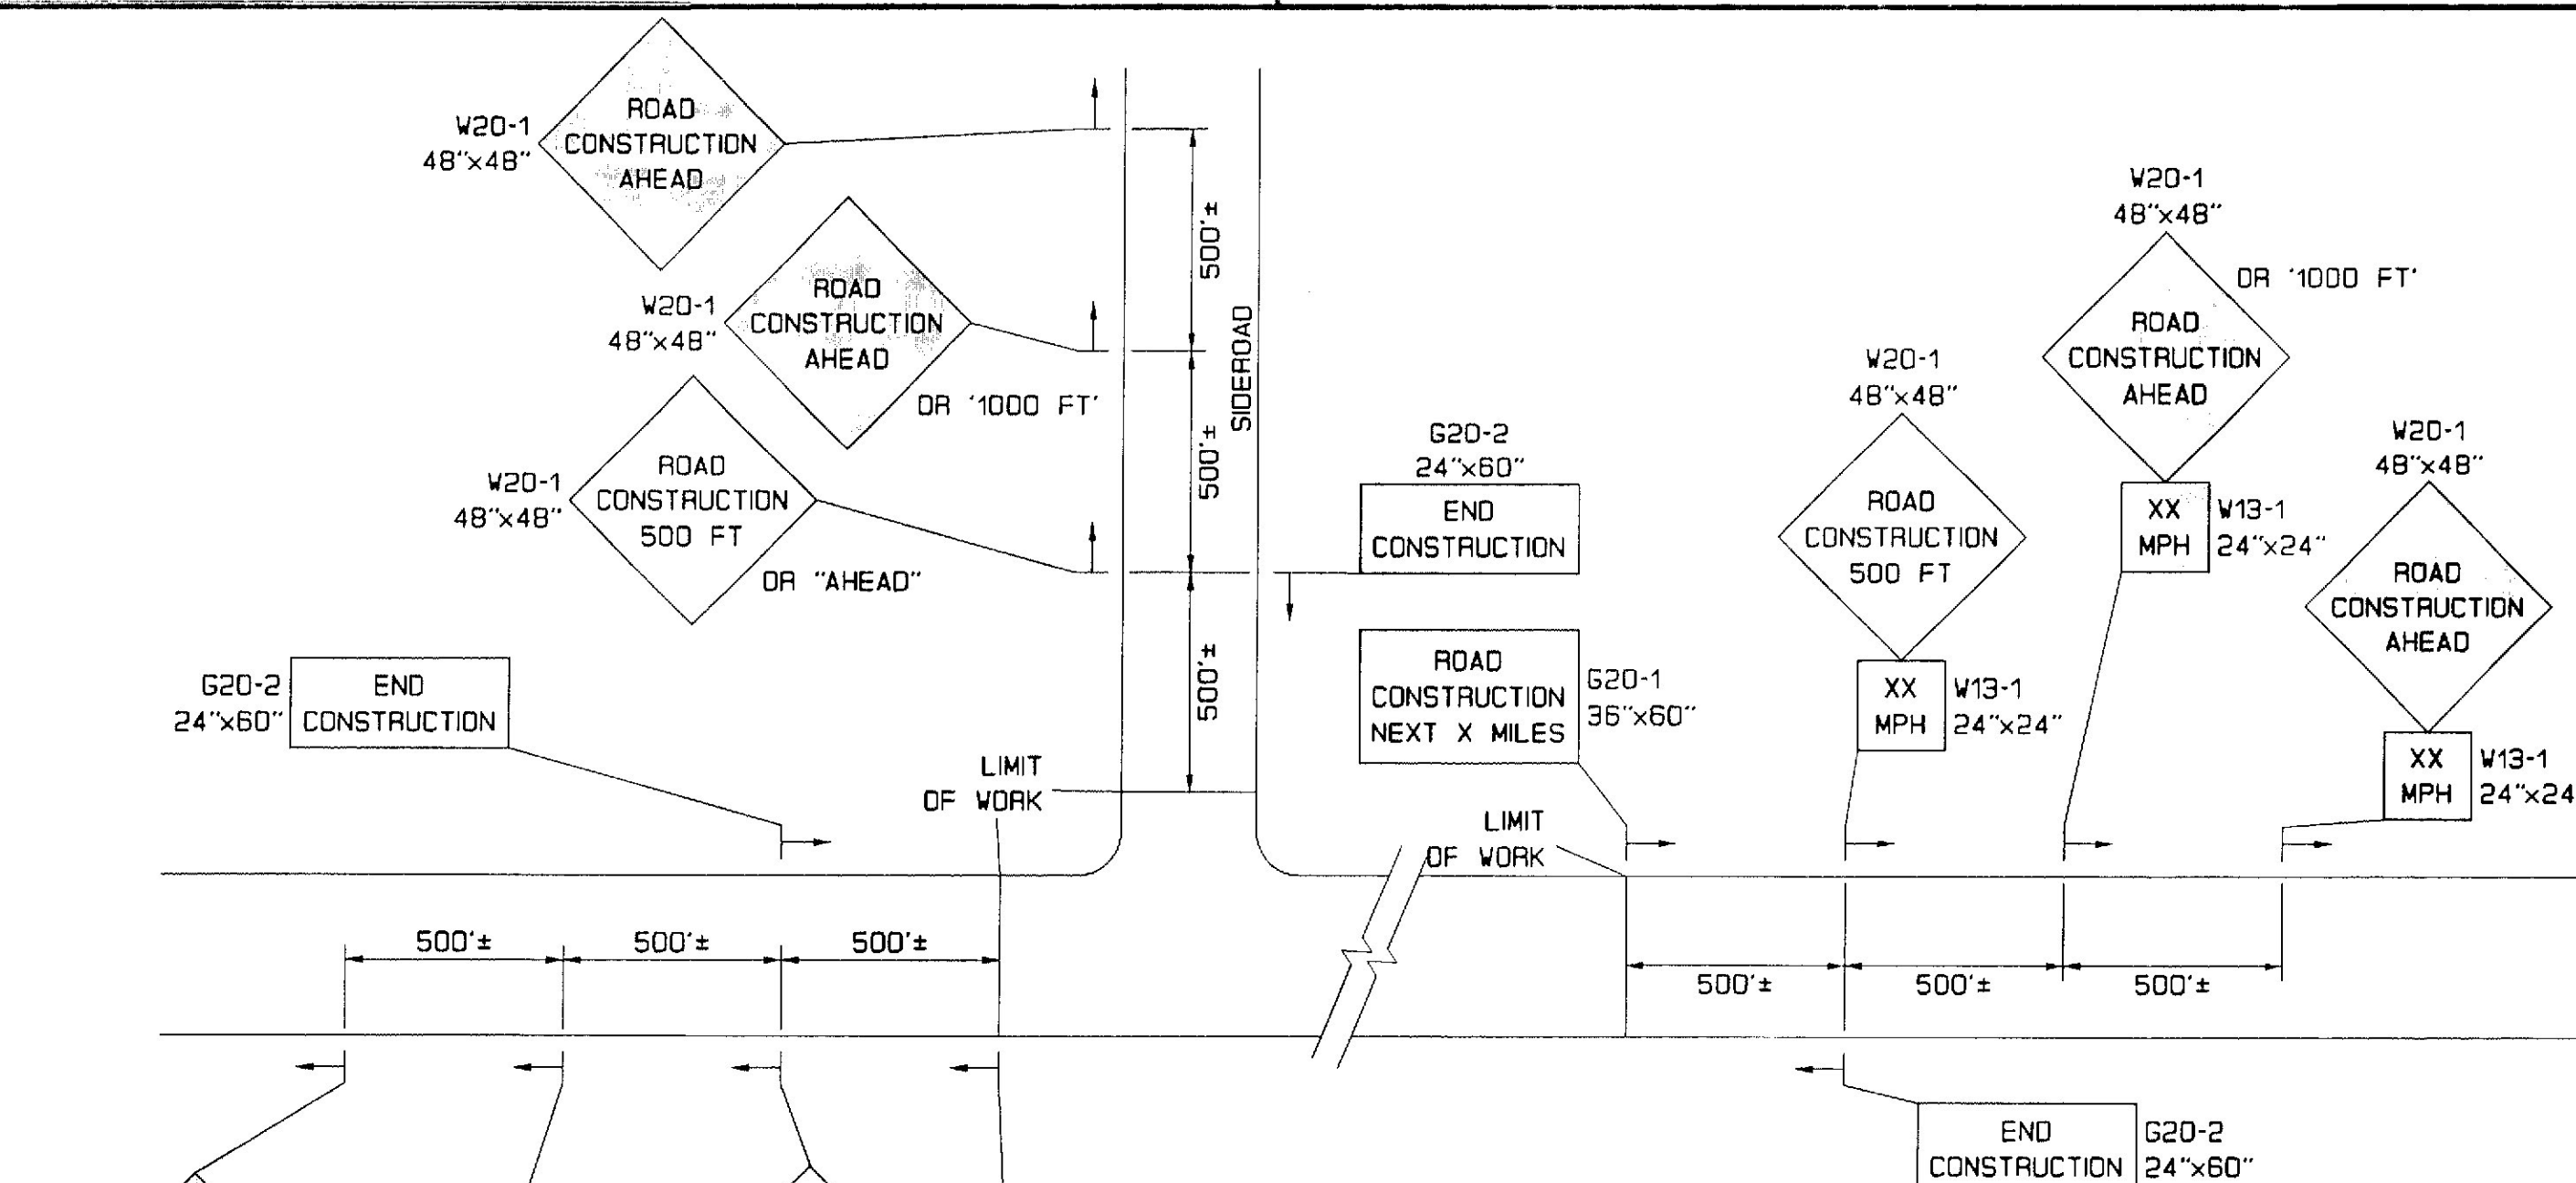 W20-1
48"x48"
ROAD
CONSTRUCTION
AHEAD
W20-1
48"x48"
ROAD
CONSTRUCTION
AHEAD
OR '1000 FT'
W20-1
48"x48"
ROAD
CONSTRUCTION
500 FT
OR "AHEAD"
G20-2
24"x60"
END
CONSTRUCTION
LIMIT
OF WORK
500'±
500'±
500'±
SIDEROAD
G20-2
24"x60"
END
CONSTRUCTION
ROAD
CONSTRUCTION
NEXT X MILES
G20-1
36"x60"
LIMIT
OF WORK
W20-1
48"x48"
ROAD
CONSTRUCTION
500 FT
XX
MPH
W13-1
24"x24"
W20-1
48"x48"
OR '1000 FT'
ROAD
CONSTRUCTION
AHEAD
XX
MPH
W13-1
24"x24"
W20-1
48"x48"
ROAD
CONSTRUCTION
AHEAD
XX
MPH
W13-1
24"x24
500'±
500'±
500'±
500'±
500'±
500'±
END
CONSTRUCTION
G20-2
24"x60"